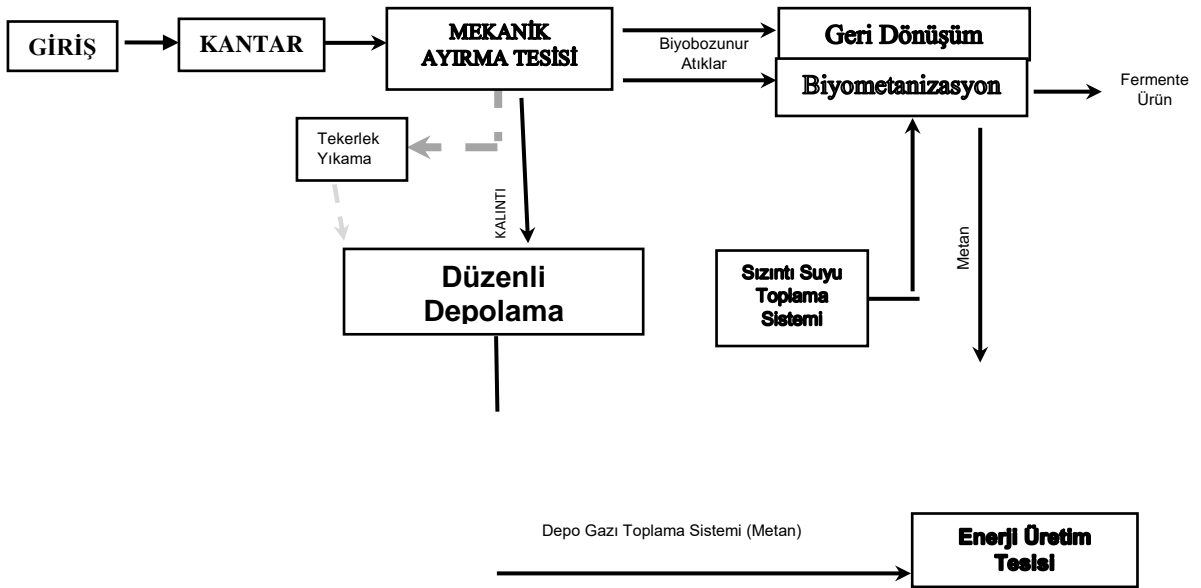 GİRİŞ
KANTAR
MEKANİK
AYIRMA TESİSİ
Biyobozunur
Atıklar
Geri Dönüşüm
Biyometanizasyon
Fermente
Ürün
Tekerlek
Yıkama
KALINTI
Metan
Düzenli
Depolama
Sızıntı Suyu
Toplama
Sistemi
Depo Gazı Toplama Sistemi (Metan)
Enerji Üretim
Tesisi